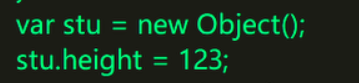 var stu = new Object();
stu.height = 123;